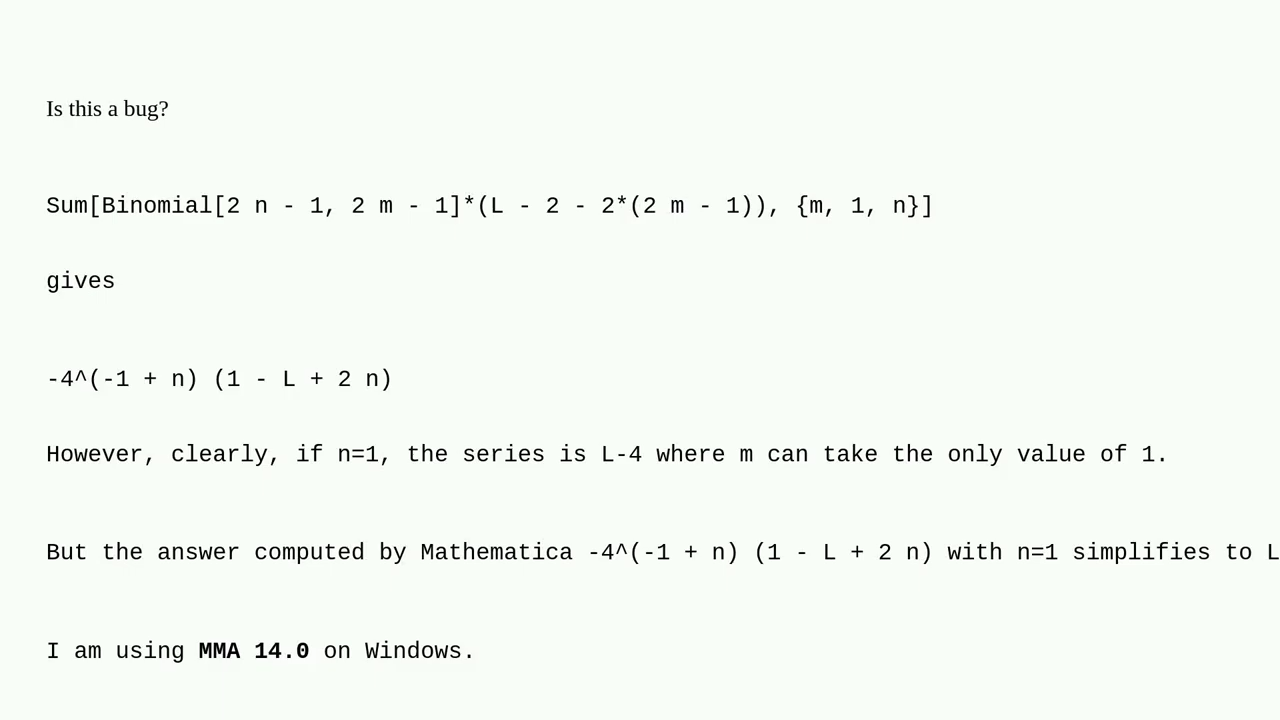 Is this a bug?
Sum[Binomial[2 n - 1, 2 m - 1]*(L - 2 - 2*(2 m - 1)), {m, 1, n}]
gives
-4^(-1 + n) (1 - L + 2 n)
However, clearly, if n=1, the series is L-4 where m can take the only value of 1.
But the answer computed by Mathematica -4^(-1 + n) (1 - L + 2 n) with n=1 simplifies to L
I am using MMA 14.0 on Windows.